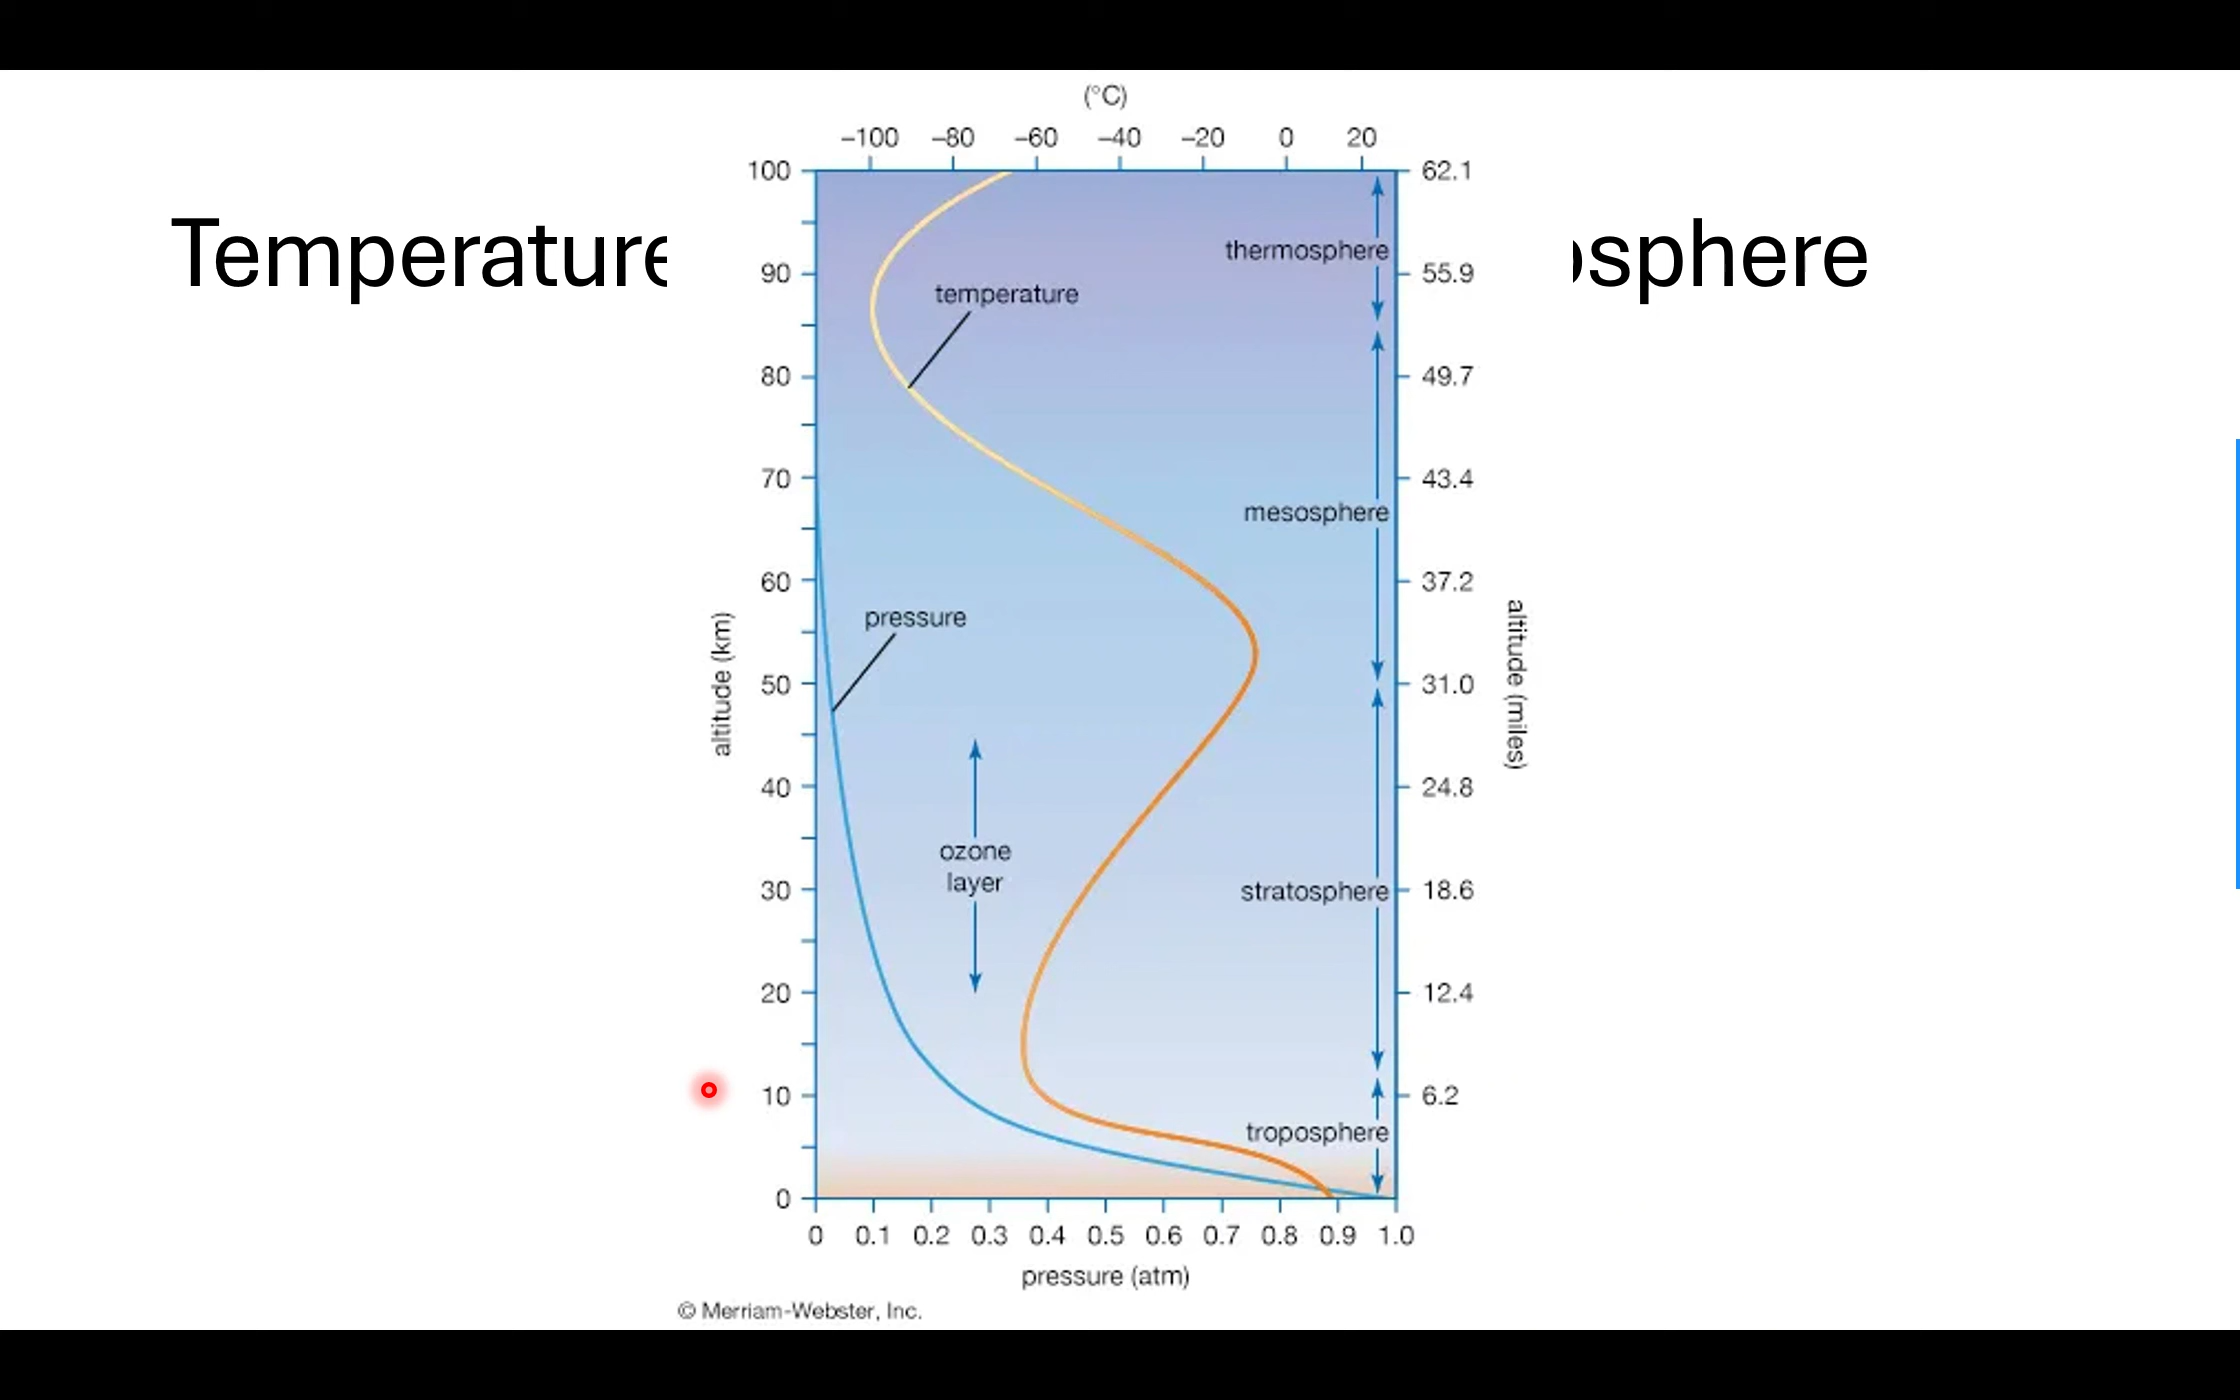 (°C)
–100 –80 –60 –40 –20 0 20
100 62.1
Temperature osphere
thermosphere
90 55.9
temperature
80 49.7
70 43.4
mesosphere
60 37.2
pressure
altitude (km)
altitude (miles)
50 31.0
40 24.8
ozone
layer
30 stratosphere 18.6
20 12.4
10 6.2
troposphere
0
0 0.1 0.2 0.3 0.4 0.5 0.6 0.7 0.8 0.9 1.0
pressure (atm)
© Merriam-Webster, Inc.